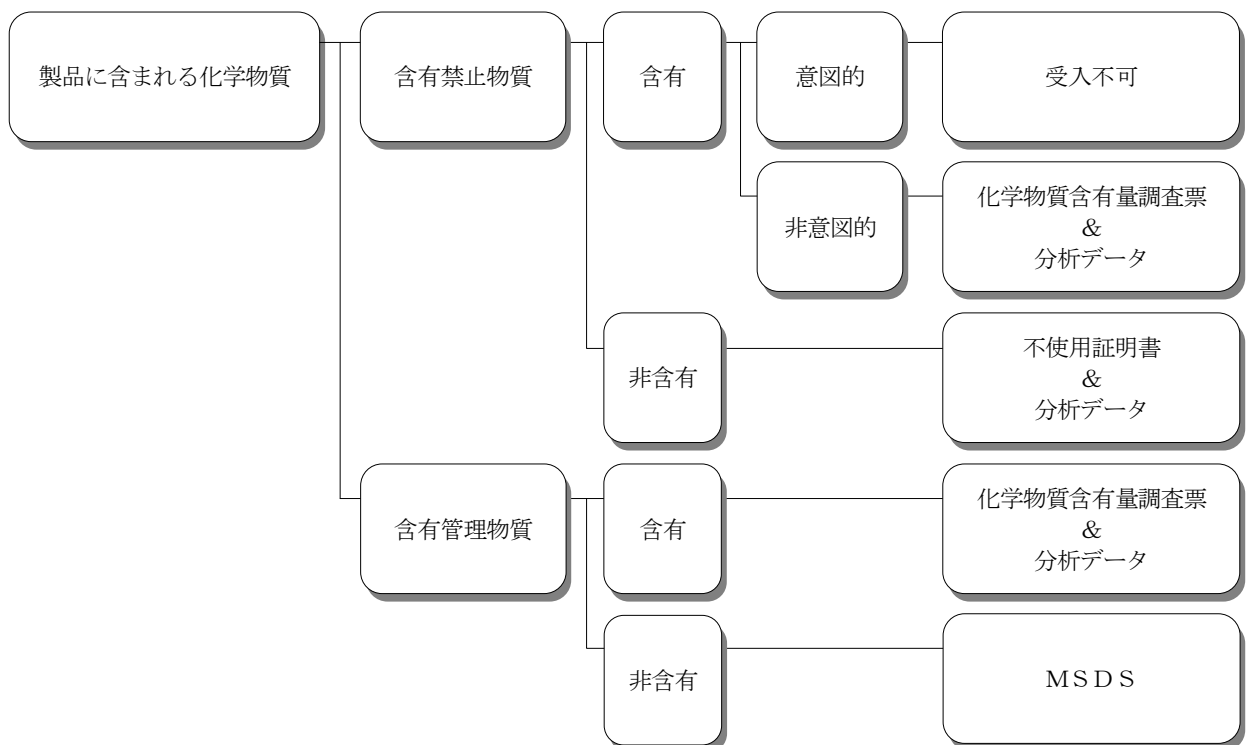 製品に含まれる化学物質
含有禁止物質
含有
意図的
受入不可
非意図的
化学物質含有量調査票
＆
分析データ
非含有
不使用証明書
＆
分析データ
含有管理物質
含有
化学物質含有量調査票
＆
分析データ
非含有
ＭＳＤＳ